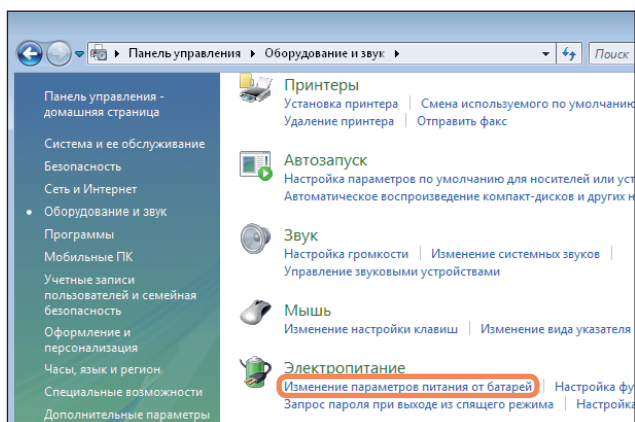 Панель управления ▸ Оборудование и звук ▸
Поиск
Панель управления -
домашняя страница
Система и ее обслуживание
Безопасность
Сеть и Интернет
• Оборудование и звук
Программы
Мобильные ПК
Учетные записи
пользователей и семейная
безопасность
Оформление и
персонализация
Часы, язык и регион
Специальные возможности
Дополнительные параметры
Принтеры
Установка принтера | Смена используемого по умолчанию
Удаление принтера | Отправить факс
Автозапуск
Настройка параметров по умолчанию для носителей или уст
Автоматическое воспроизведение компакт-дисков и других н
Звук
Настройка громкости | Изменение системных звуков |
Управление звуковыми устройствами
Мышь
Изменение настройки клавиш | Изменение вида указателя
Электропитание
Изменение параметров питания от батарей | Настройка фу
Запрос пароля при выходе из спящего режима | Настройка